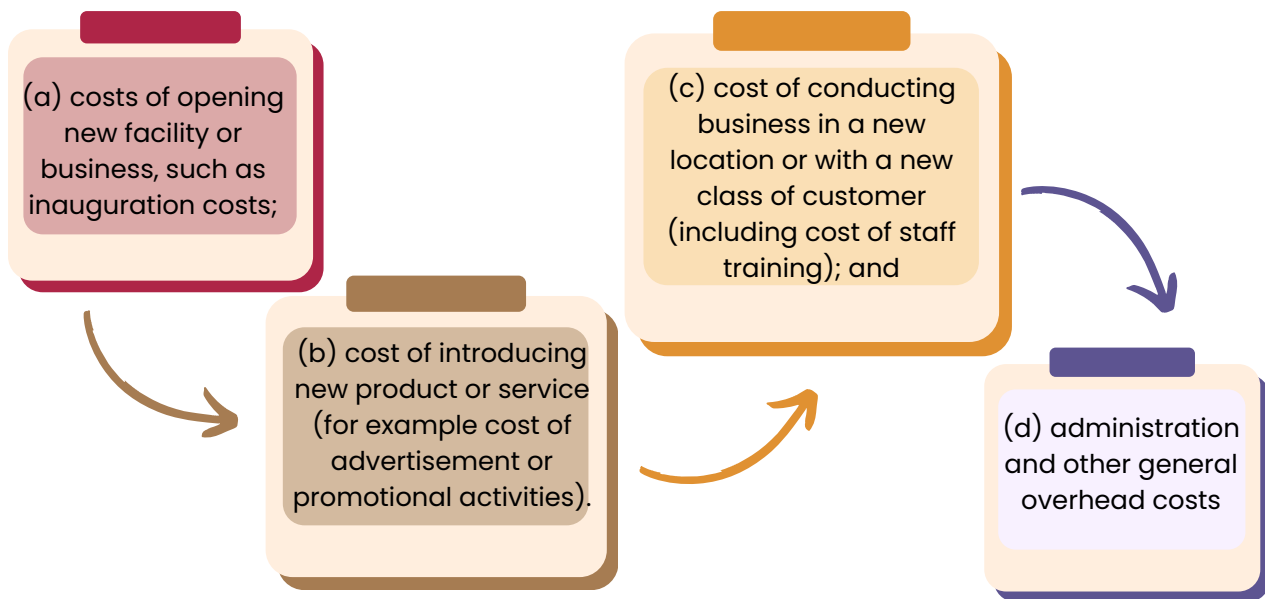 (a) costs of opening
new facility or
business, such as
inauguration costs;
(b) cost of introducing
new product or service
(for example cost of
advertisement or
promotional activities).
(c) cost of conducting
business in a new
location or with a new
class of customer
(including cost of staff
training); and
(d) administration
and other general
overhead costs